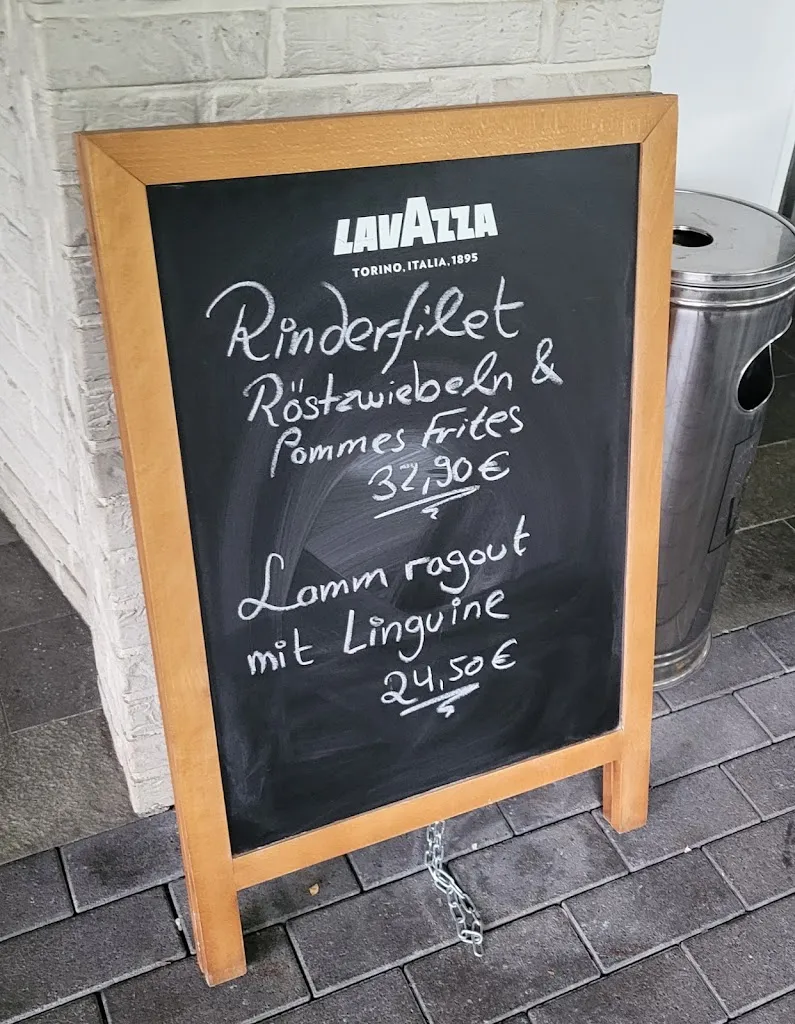 LAVAZZA
TORINO, ITALIA, 1895
Rinderfilet
Röstzwiebeln &
Pommes Frites
32,90 €
Lamm ragout
mit Linguine
24,50 €